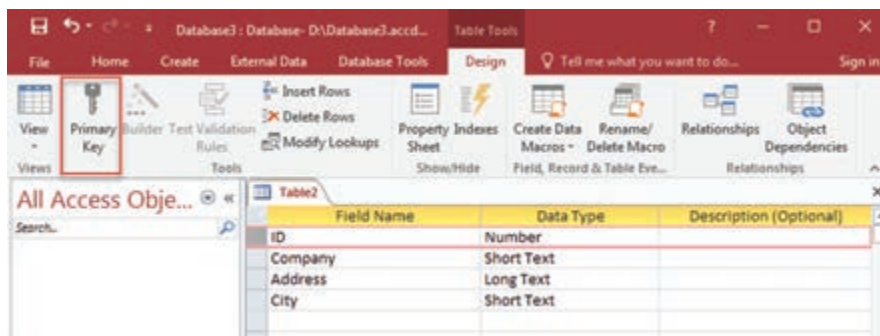 Database3 : Database- D:\Database3.accd... Table Tools ?
File Home Create External Data Database Tools Design Tell me what you want to do... Sign in
View Primary Key Builder Test Validation Rules Insert Rows Delete Rows Modify Lookups Property Sheet Indexes Create Data Macros Rename/ Delete Macro Relationships Object Dependencies
Views Tools Show/Hide Field, Record & Table Eve... Relationships
All Access Obje... « Table2
Search...
Field Name Data Type Description (Optional)
ID Number
Company Short Text
Address Long Text
City Short Text